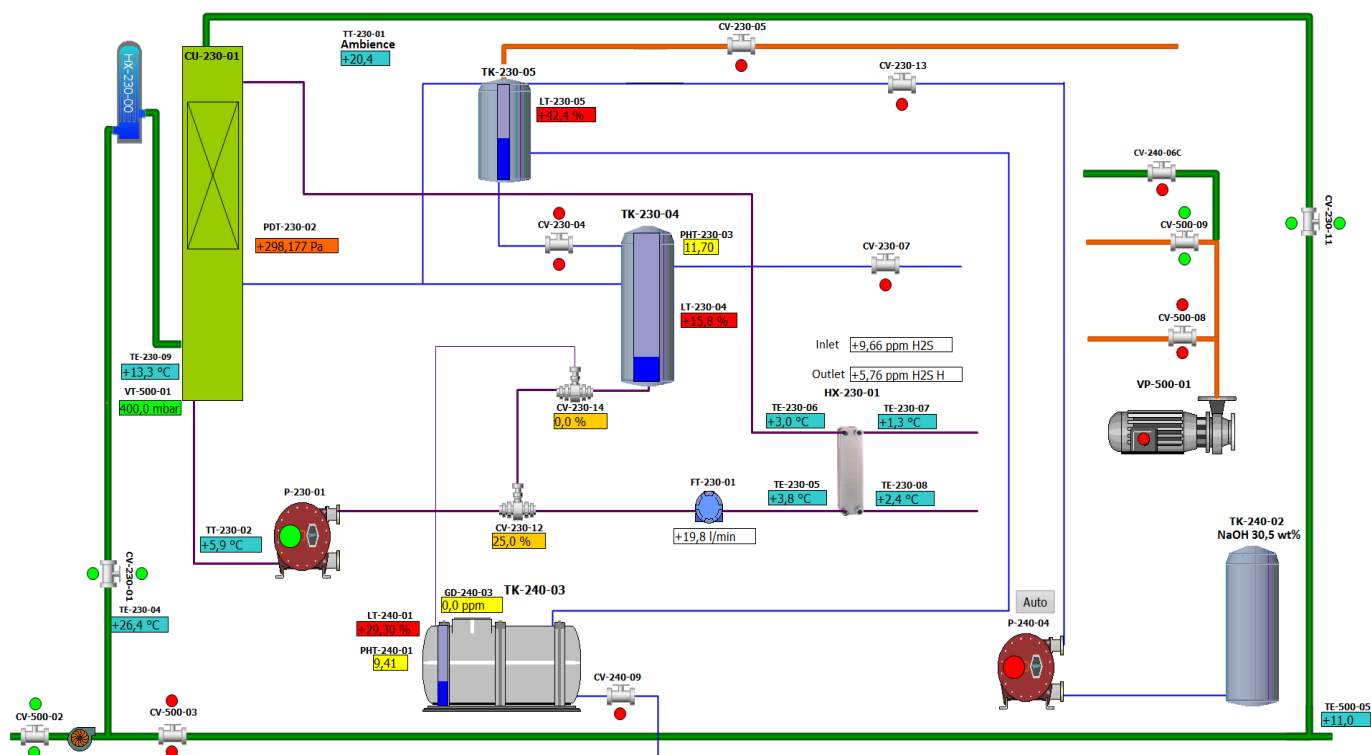 CV-230-05
TT-230-01
Ambience
+20,4
HX-230-00
CU-230-01
TK-230-05
CV-230-13
LT-230-05
+42,4 %
CV-240-06C
TK-230-04
CV-230-04
PDT-230-02
+298,177 Pa
PHT-230-03
11,70
CV-230-07
CV-500-09
CV-230-11
LT-230-04
+15,8 %
CV-500-08
Inlet +9,66 ppm H2S
Outlet +5,76 ppm H2S H
HX-230-01
TE-230-09
+13,3 °C
VT-500-01
400,0 mbar
CV-230-14
0,0 %
TE-230-06
+3,0 °C
TE-230-07
+1,3 °C
VP-500-01
P-230-01
FT-230-01
+19,8 l/min
TE-230-05
+3,8 °C
TE-230-08
+2,4 °C
TT-230-02
+5,9 °C
CV-230-12
25,0 %
TK-240-02
NaOH 30,5 wt%
CV-230-01
TE-230-04
+26,4 °C
GD-240-03
0,0 ppm
TK-240-03
LT-240-01
+29,30 %
PHT-240-01
9,41
Auto
P-240-04
CV-240-09
CV-500-02
CV-500-03
TE-500-05
+11,0